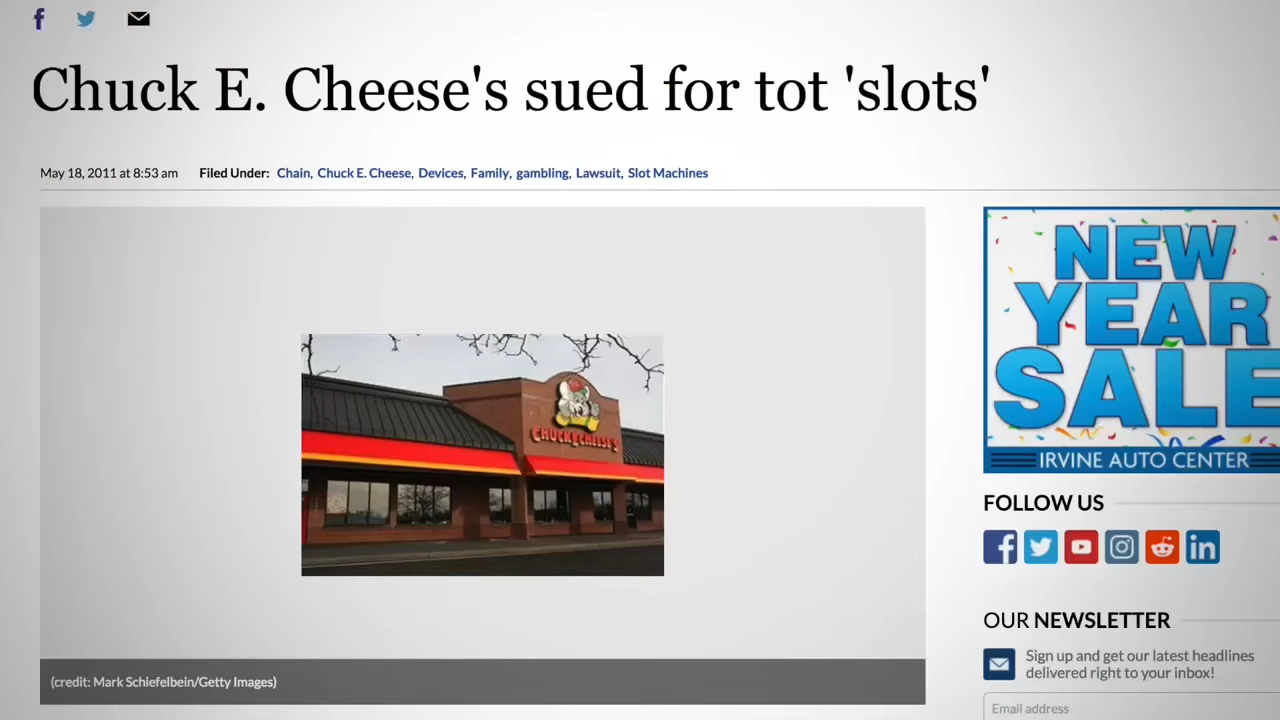 Chuck E. Cheese's sued for tot 'slots'
May 18, 2011 at 8:53 am Filed Under: Chain, Chuck E. Cheese, Devices, Family, gambling, Lawsuit, Slot Machines
CHUCK E CHEESE'S
(credit: Mark Schiefelbein/Getty Images)
NEW
YEAR
SALE
IRVINE AUTO CENTER
FOLLOW US
OUR NEWSLETTER
Sign up and get our latest headlines
delivered right to your inbox!
Email address